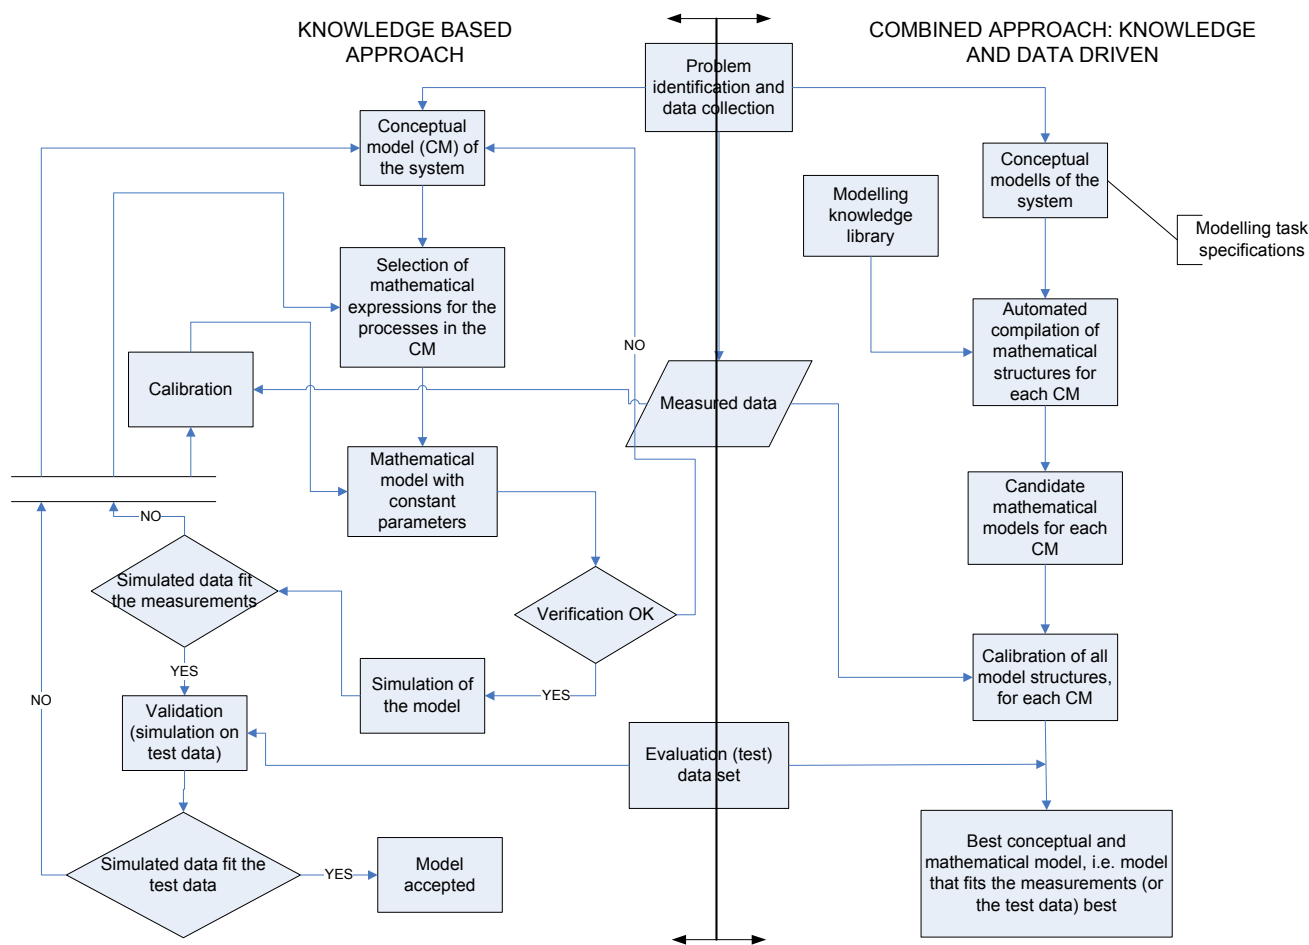 KNOWLEDGE BASED
APPROACH
COMBINED APPROACH: KNOWLEDGE
AND DATA DRIVEN
Problem
identification and
data collection
Conceptual
model (CM) of
the system
Conceptual
modells of the
system
Modelling
knowledge
library
Modelling task
specifications
Selection of
mathematical
expressions for the
processes in the
CM
Automated
compilation of
mathematical
structures for
each CM
NO
Calibration
Measured data
Mathematical
model with
constant
parameters
Candidate
mathematical
models for each
CM
NO
Simulated data fit
the measurements
Verification OK
YES
Simulation of
the model
YES
Calibration of all
model structures,
for each CM
NO
Validation
(simulation on
test data)
Evaluation (test)
data set
Simulated data fit the
test data
YES
Model
accepted
Best conceptual and
mathematical model, i.e. model
that fits the measurements (or
the test data) best